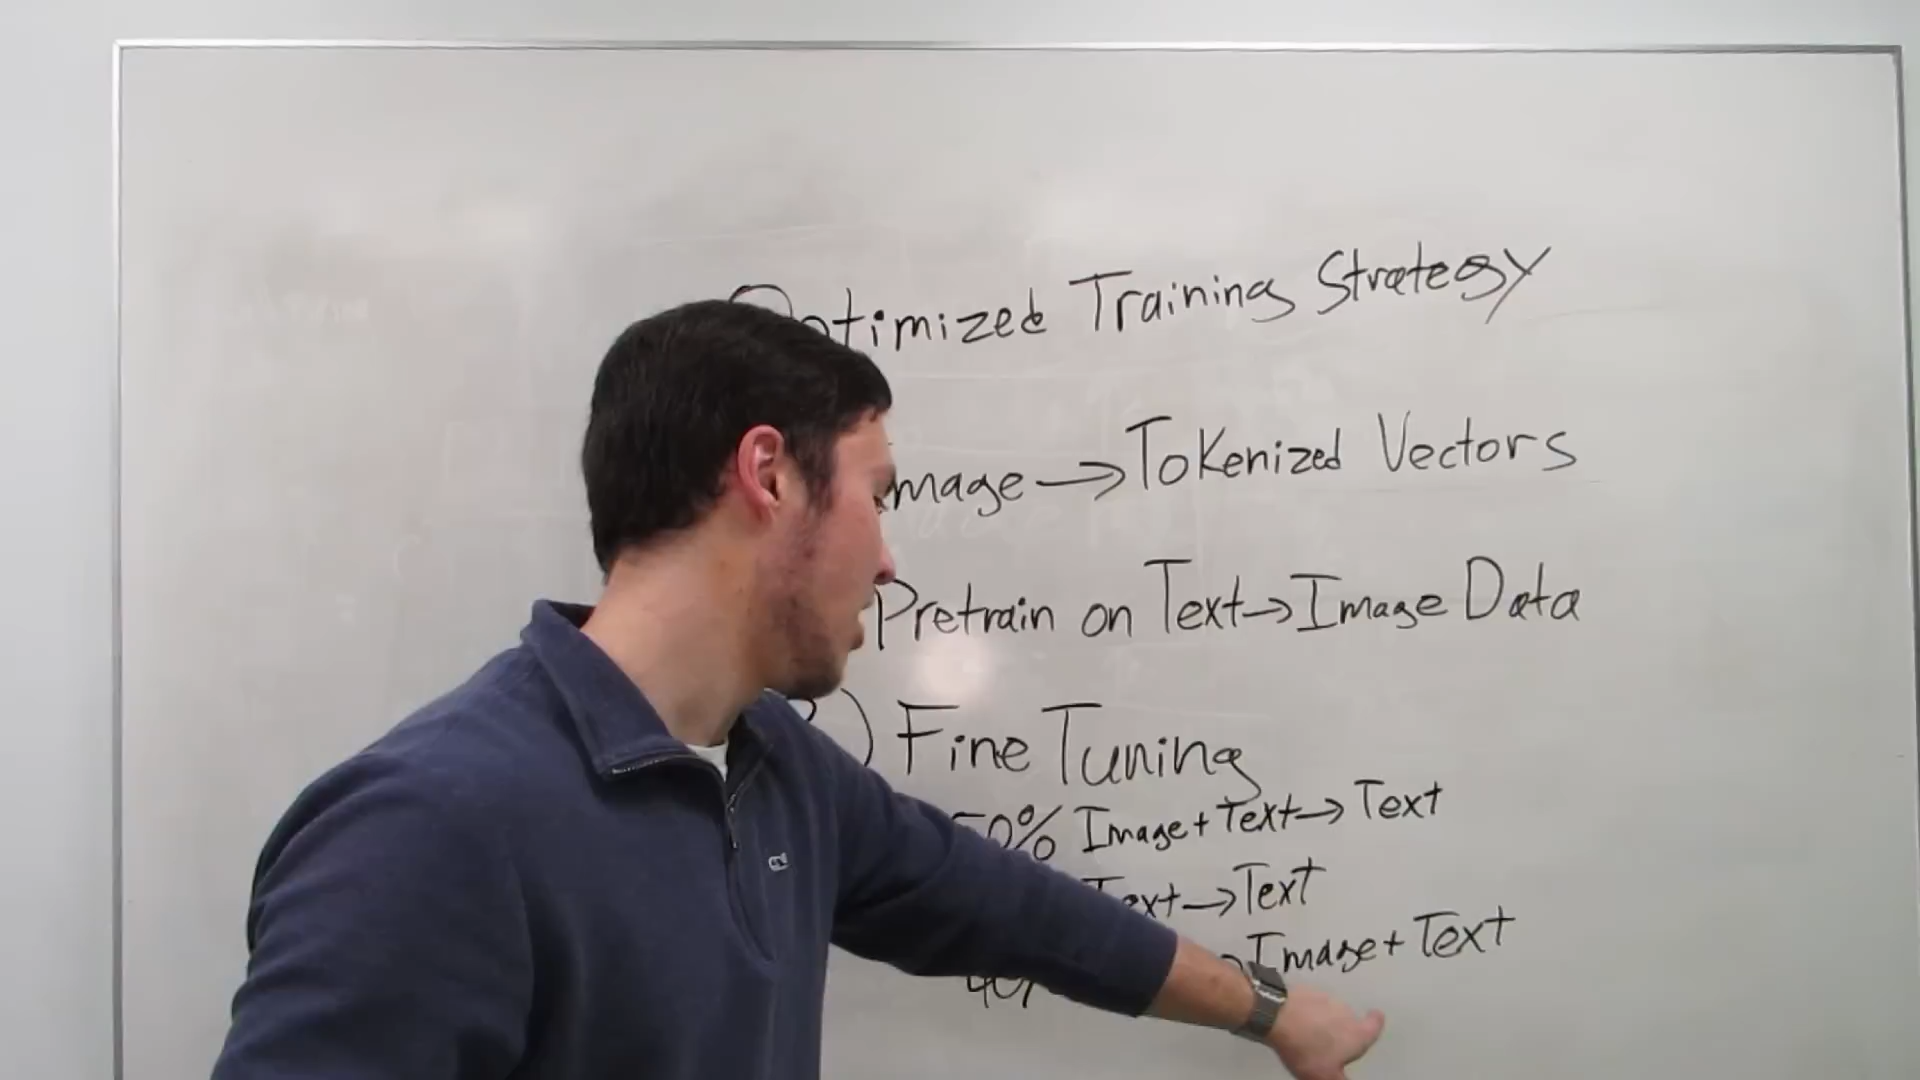 Optimized Training Strategy
Image → Tokenized Vectors
Pretrain on Text → Image Data
3) Fine Tuning
50% Image + Text → Text
Text → Text
Image + Text